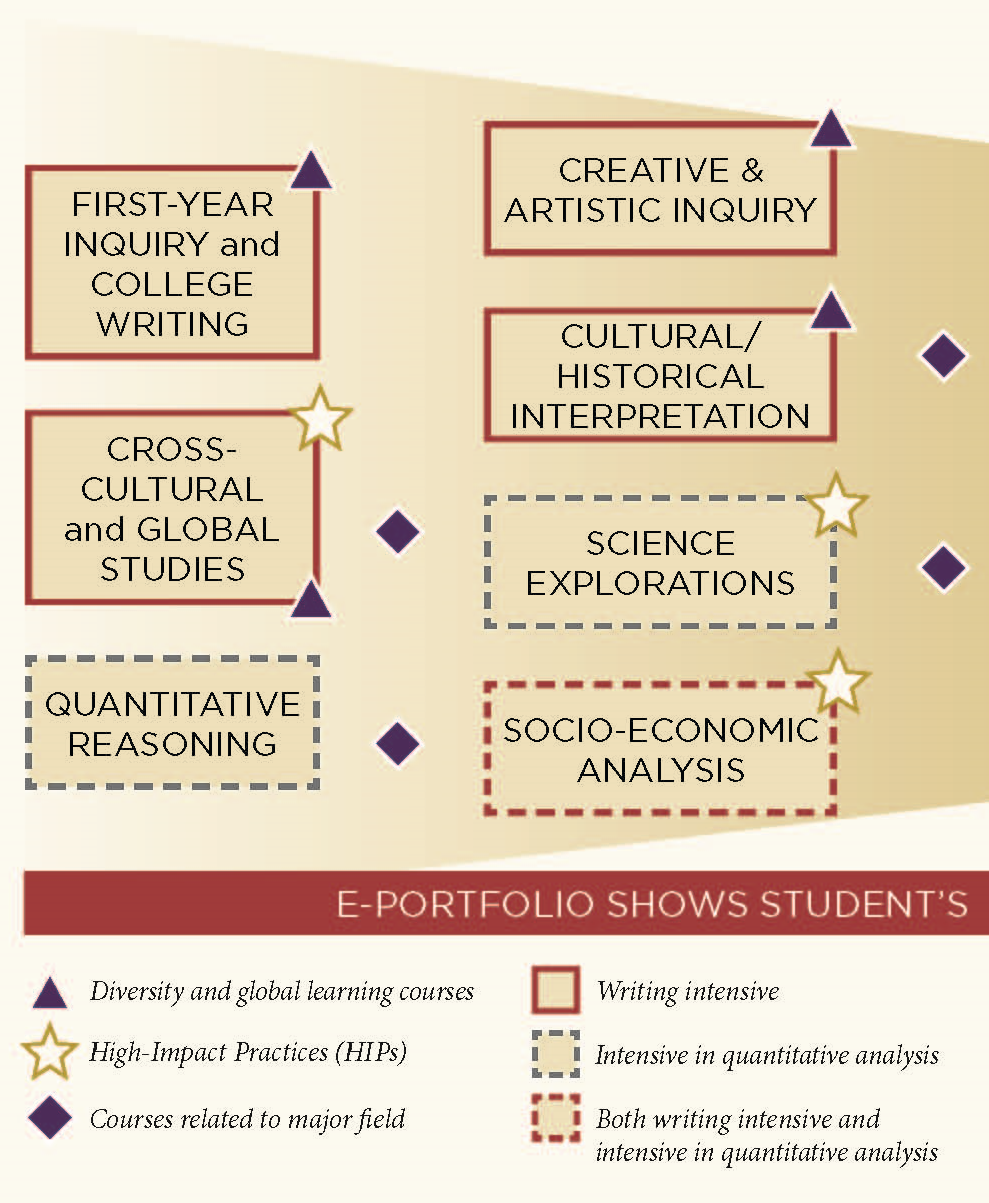 FIRST-YEAR
INQUIRY and
COLLEGE
WRITING
CROSS-
CULTURAL
and GLOBAL
STUDIES
QUANTITATIVE
REASONING
CREATIVE &
ARTISTIC INQUIRY
CULTURAL/
HISTORICAL
INTERPRETATION
SCIENCE
EXPLORATIONS
SOCIO-ECONOMIC
ANALYSIS
E-PORTFOLIO SHOWS STUDENT’S
Diversity and global learning courses
High-Impact Practices (HIPs)
Courses related to major field
Writing intensive
Intensive in quantitative analysis
Both writing intensive and
intensive in quantitative analysis